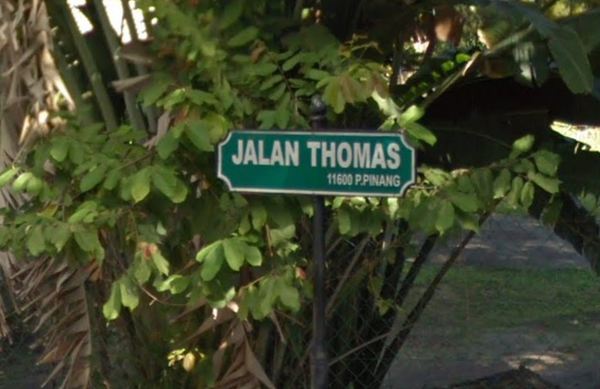 JALAN THOMAS
11600 P.PINANG